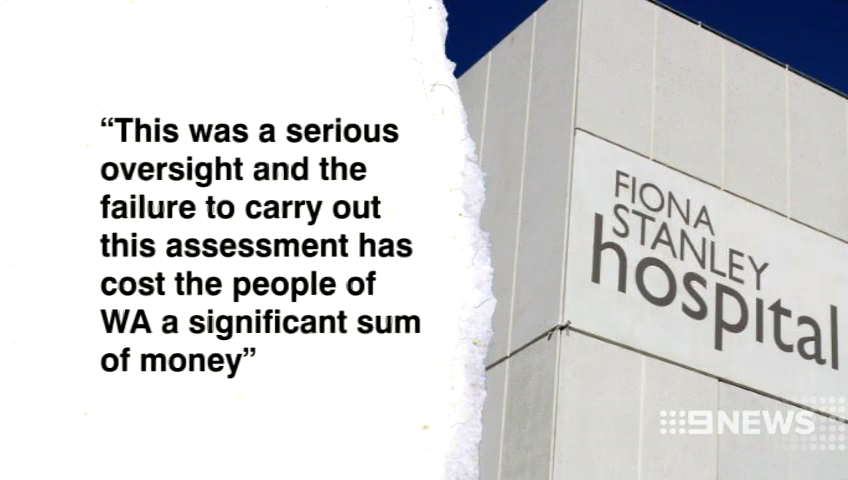 “This was a serious
oversight and the
failure to carry out
this assessment has
cost the people of
WA a significant sum
of money”
FIONA
STANLEY
hospital
9NEWS